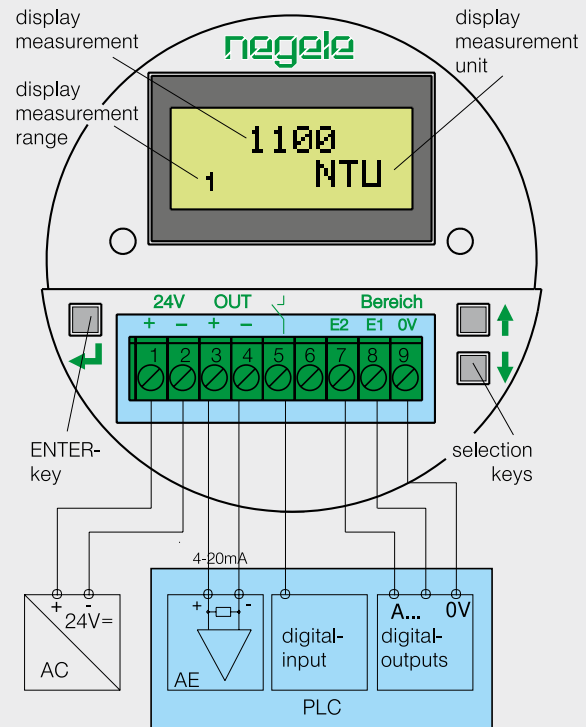 display
measurement
negele
display
measurement
unit
display
measurement
range
1100
1 NTU
24V OUT Bereich
+ − + − E2 E1 0V
1 2 3 4 5 6 7 8 9
ENTER-
key
selection
keys
4-20mA
+ -
24V=
AC
+ -
AE
digital-
input
A... 0V
digital-
outputs
PLC